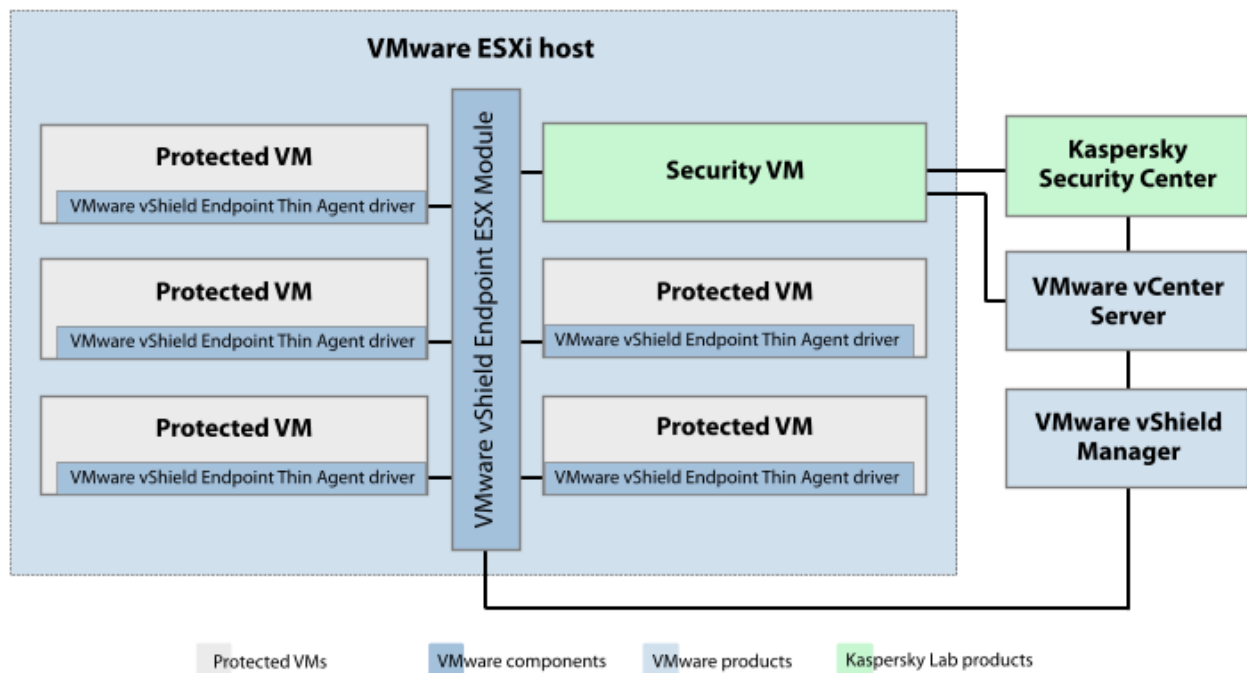 VMware ESXi host
Protected VM
VMware vShield Endpoint Thin Agent driver
Protected VM
VMware vShield Endpoint Thin Agent driver
Protected VM
VMware vShield Endpoint Thin Agent driver
VMware vShield Endpoint ESX Module
Security VM
Protected VM
VMware vShield Endpoint Thin Agent driver
Protected VM
VMware vShield Endpoint Thin Agent driver
Kaspersky
Security Center
VMware vCenter
Server
VMware vShield
Manager
Protected VMs
VMware components
VMware products
Kaspersky Lab products